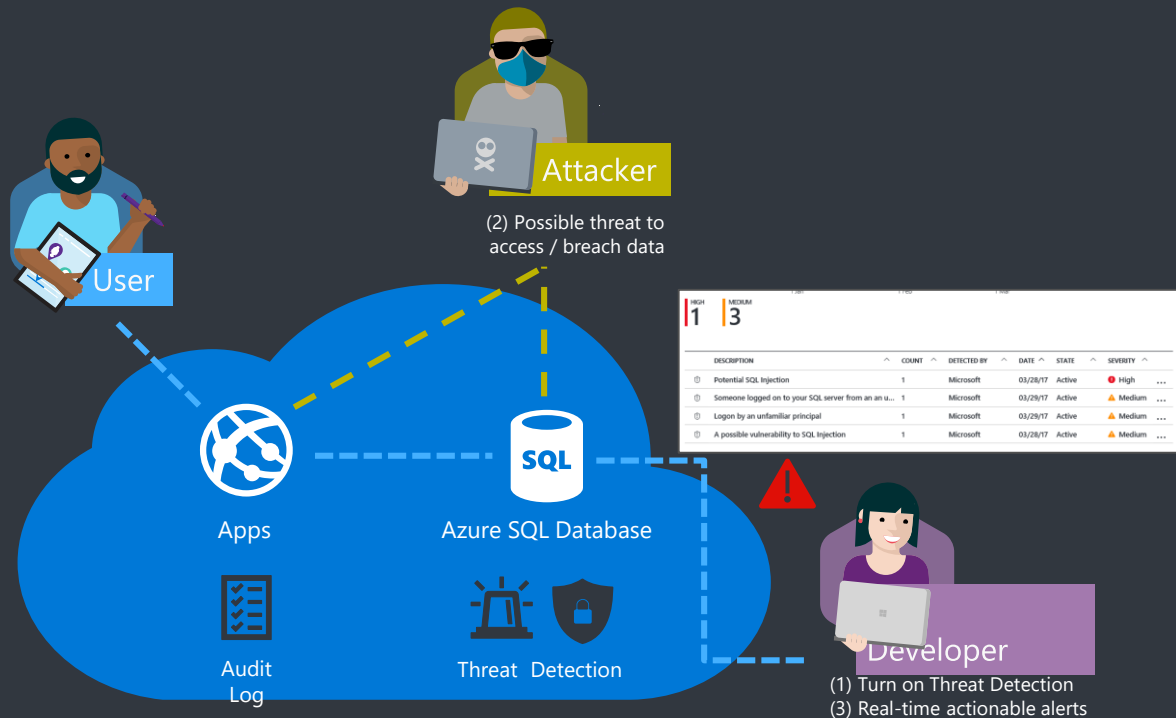 Attacker
(2) Possible threat to
access / breach data
User
HIGH
1
MEDIUM
3
DESCRIPTION COUNT DETECTED BY DATE STATE SEVERITY
Potential SQL Injection 1 Microsoft 03/28/17 Active High ...
Someone logged on to your SQL server from an an u... 1 Microsoft 03/29/17 Active Medium ...
Logon by an unfamiliar principal 1 Microsoft 03/29/17 Active Medium ...
A possible vulnerability to SQL Injection 1 Microsoft 03/28/17 Active Medium ...
SQL
Apps
Azure SQL Database
Audit
Log
Threat Detection
Developer
(1) Turn on Threat Detection
(3) Real-time actionable alerts